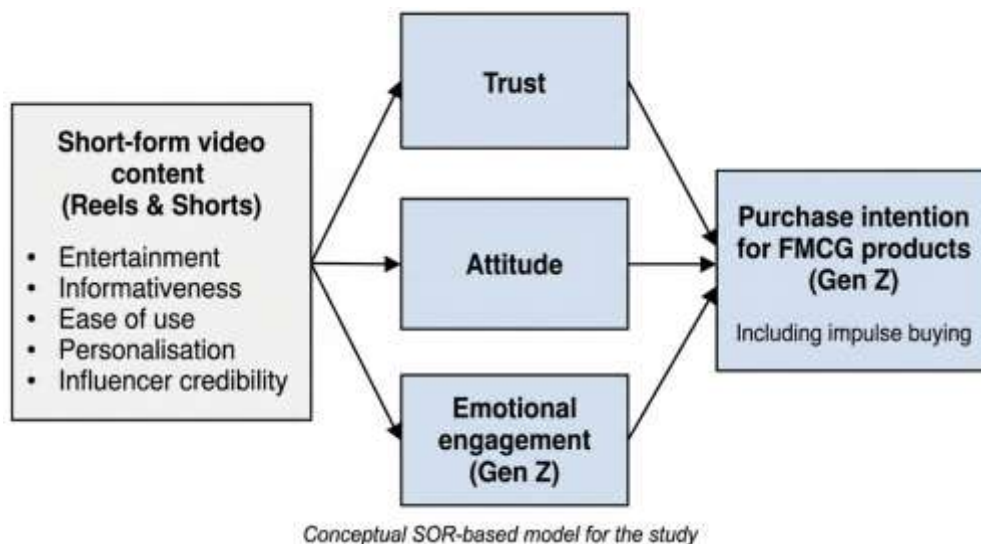 Short-form video
content
(Reels & Shorts)
• Entertainment
• Informativeness
• Ease of use
• Personalisation
• Influencer credibility
Trust
Attitude
Emotional
engagement
(Gen Z)
Purchase intention
for FMCG products
(Gen Z)
Including impulse buying
Conceptual SOR-based model for the study